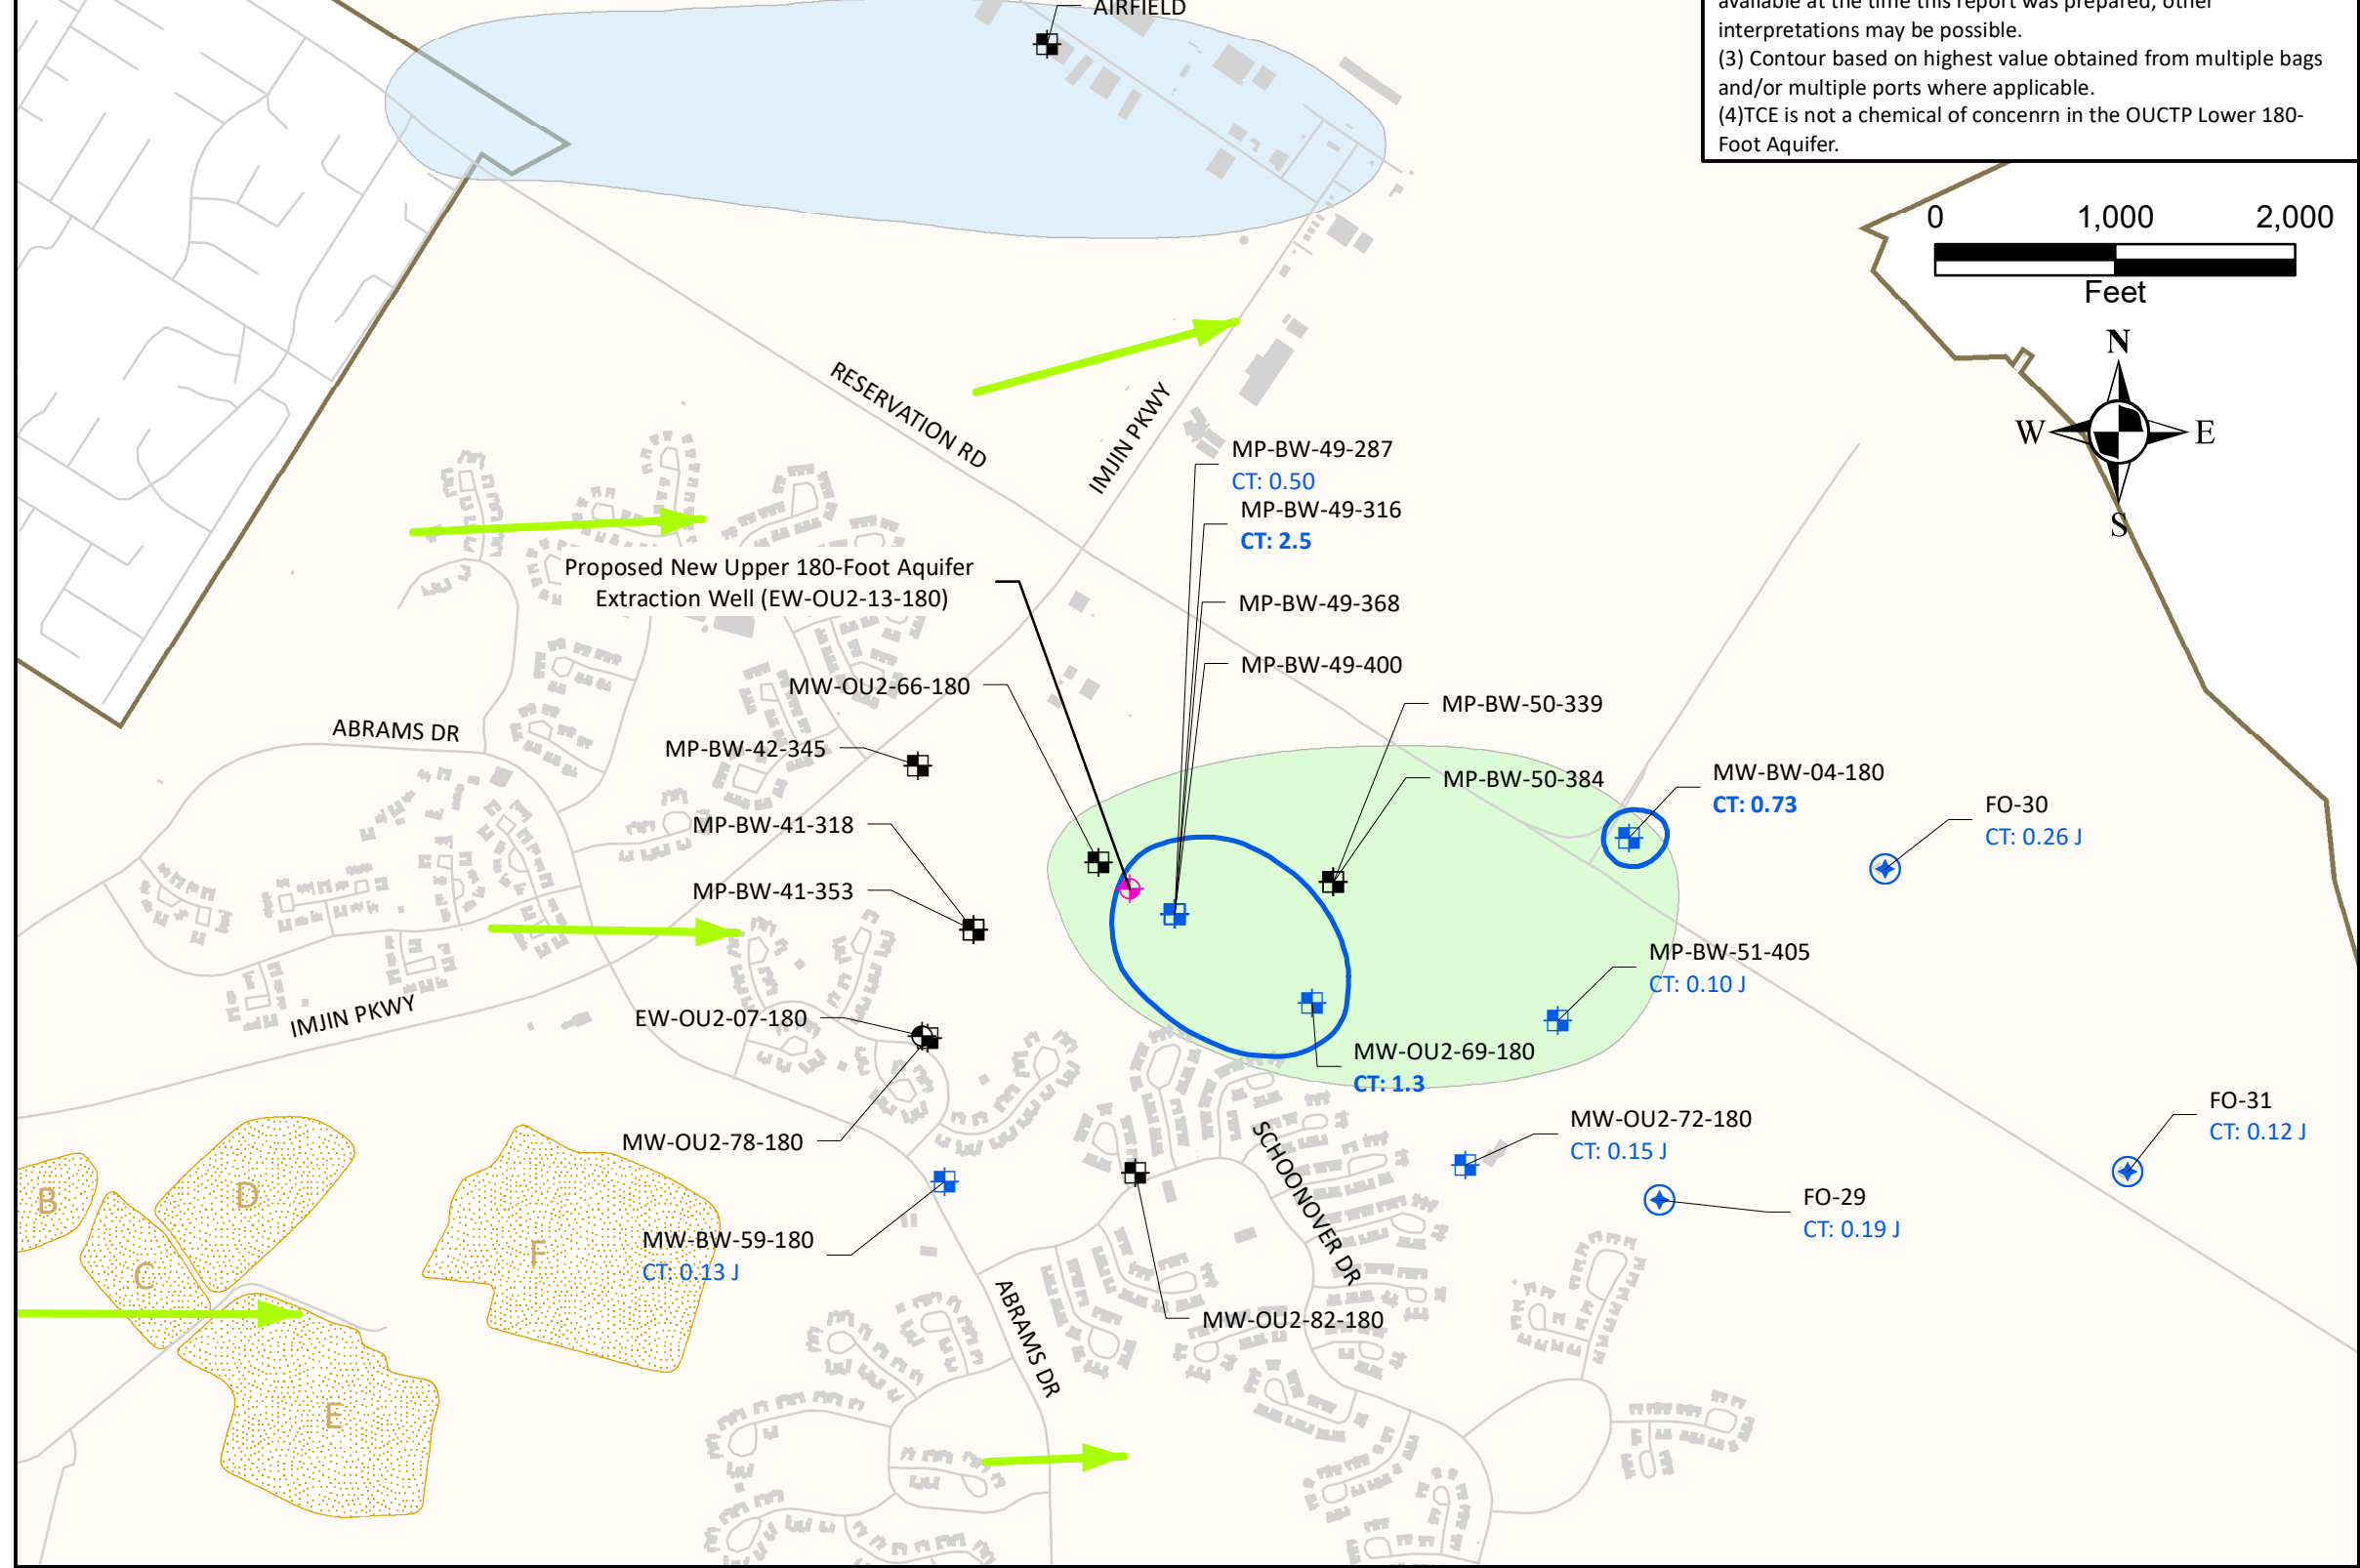 AIRFIELD
available at the time this report was prepared; other
interpretations may be possible.
(3) Contour based on highest value obtained from multiple bags
and/or multiple ports where applicable.
(4)TCE is not a chemical of concenrn in the OUCTP Lower 180-
Foot Aquifer.
0 1,000 2,000
Feet
N
W E
S
RESERVATION RD
IMJIN PKWY
MP-BW-49-287
CT: 0.50
MP-BW-49-316
CT: 2.5
Proposed New Upper 180-Foot Aquifer
Extraction Well (EW-OU2-13-180)
MP-BW-49-368
MP-BW-49-400
MW-OU2-66-180
MP-BW-50-339
ABRAMS DR
MP-BW-42-345
MP-BW-50-384
MW-BW-04-180
CT: 0.73
FO-30
CT: 0.26 J
MP-BW-41-318
MP-BW-41-353
MP-BW-51-405
CT: 0.10 J
IMJIN PKWY
EW-OU2-07-180
MW-OU2-69-180
CT: 1.3
FO-31
CT: 0.12 J
MW-OU2-72-180
CT: 0.15 J
MW-OU2-78-180
SCHOONOVER DR
FO-29
CT: 0.19 J
B
D
C
F
MW-BW-59-180
CT: 0.13 J
ABRAMS DR
MW-OU2-82-180
E